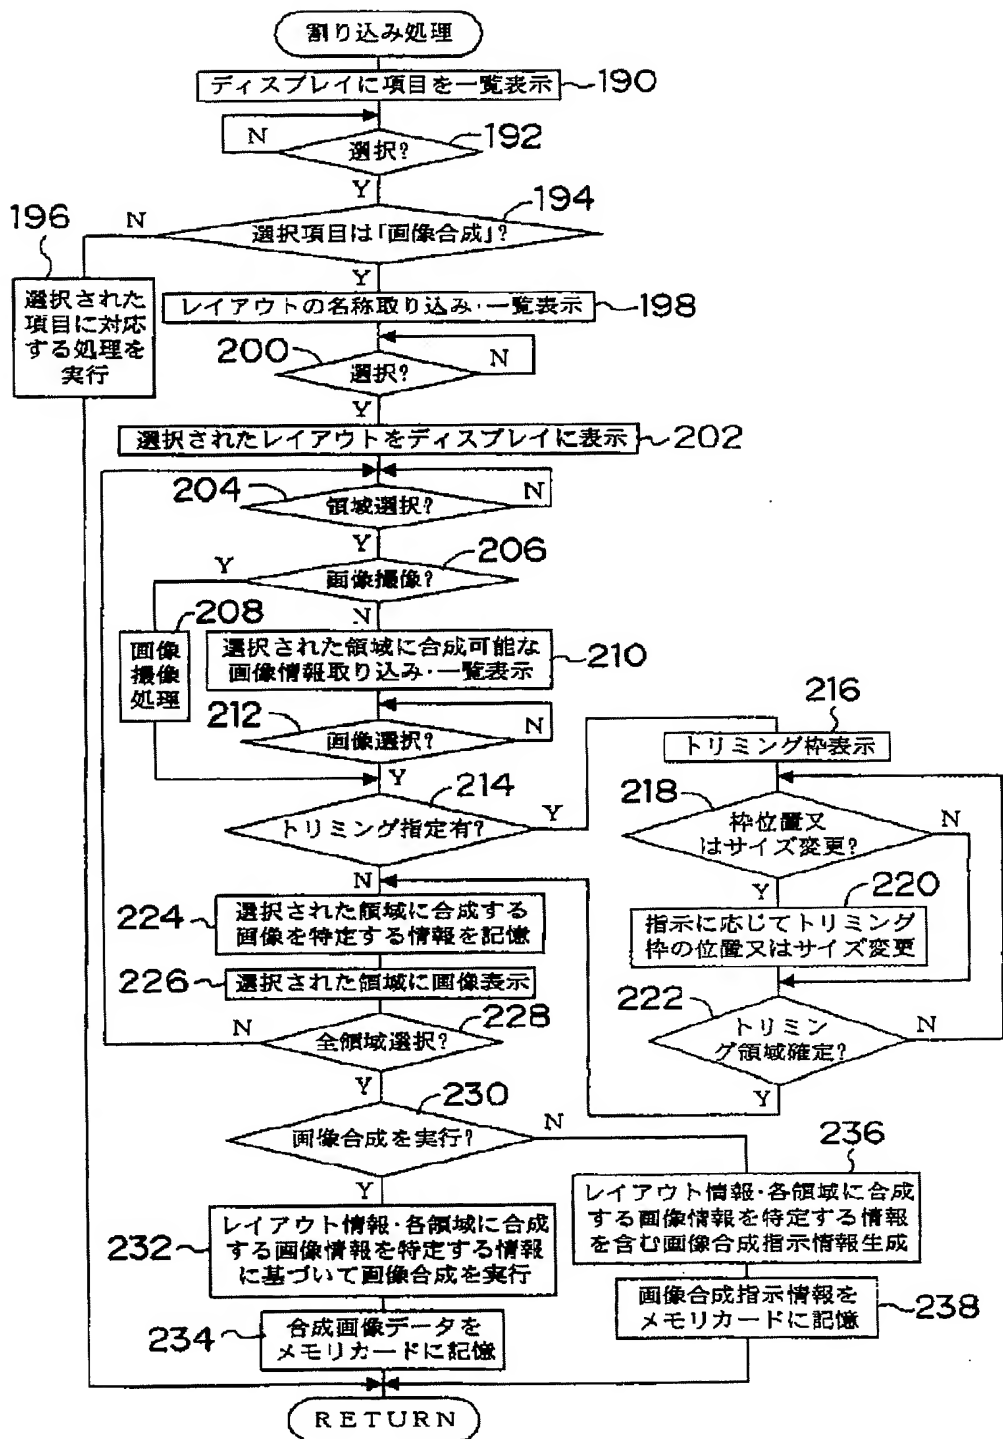 割り込み処理
ディスプレイに項目を一覧表示
190
N
選択?
192
Y
194
N
選択項目は「画像合成」?
196
Y
選択された
項目に対応
する処理を
実行
レイアウトの名称取り込み·一覧表示
198
200
N
選択?
Y
選択されたレイアウトをディスプレイに表示
202
204
領域選択?
N
Y
206
Y
画像撮像?
208
N
画像
撮像
処理
選択された領域に合成可能な
画像情報取り込み·一覧表示
210
212
画像選択?
N
Y
214
トリミング指定有?
Y
N
216
トリミング枠表示
218
枠位置又
はサイズ変更?
N
Y
220
指示に応じてトリミング
枠の位置又はサイズ変更
222
トリミン
グ領域確定?
N
Y
224
選択された領域に合成する
画像を特定する情報を記憶
226
選択された領域に画像表示
N
228
全領域選択?
Y
230
画像合成を実行?
N
Y
236
レイアウト情報·各領域に合成
する画像情報を特定する情報
を含む画像合成指示情報生成
232
レイアウト情報·各領域に合成
する画像情報を特定する情報
に基づいて画像合成を実行
画像合成指示情報を
メモリカードに記憶
238
234
合成画像データを
メモリカードに記憶
RETURN